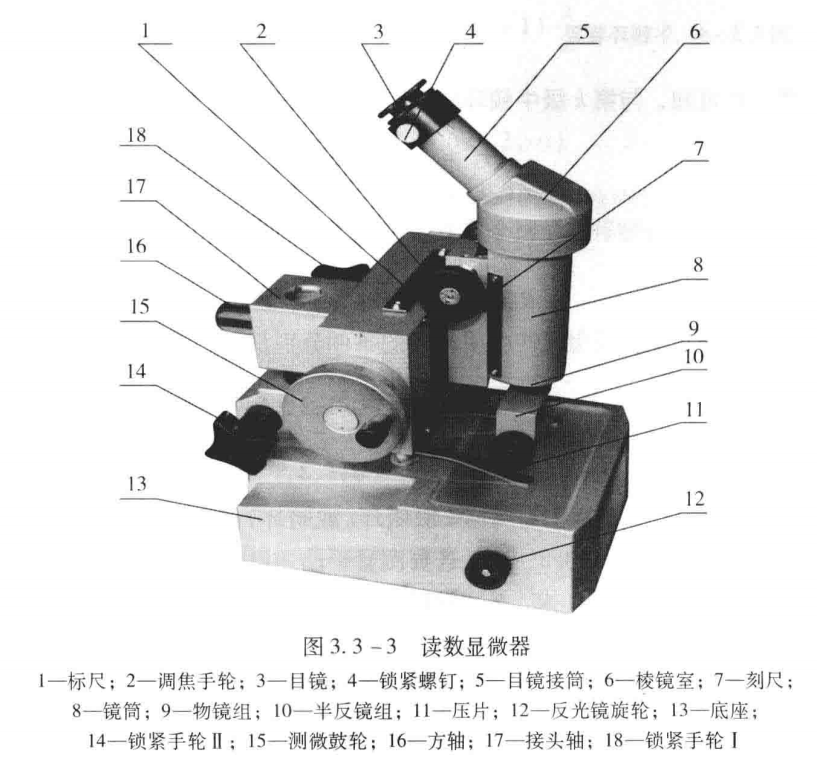 1 2 3 4 5 6
18
17
16
15
14
13
7
8
9
10
11
12
图 3.3-3 读数显微器
1—标尺；2—调焦手轮；3—目镜；4—锁紧螺钉；5—目镜接筒；6—棱镜室；7—刻尺；
8—镜筒；9—物镜组；10—半反镜组；11—压片；12—反光镜旋轮；13—底座；
14—锁紧手轮Ⅱ；15—测微鼓轮；16—方轴；17—接头轴；18—锁紧手轮Ⅰ